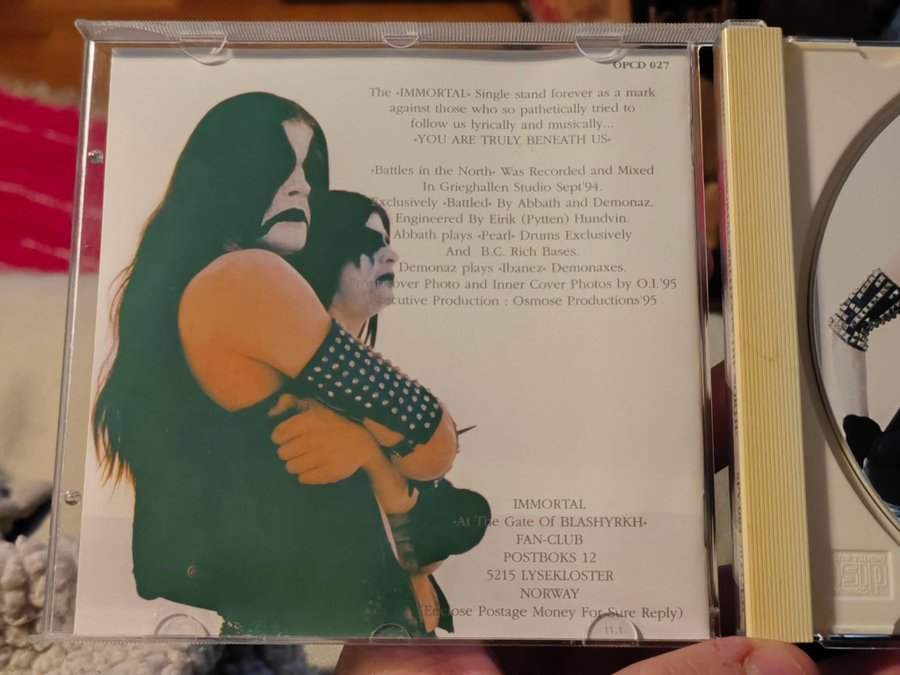 OPCD 027
The «IMMORTAL» Single stand forever as a mark
against those who so pathetically tried to
follow us lyrically and musically...
«YOU ARE TRULY BENEATH US»
«Battles in the North» Was Recorded and Mixed
In Grieghallen Studio Sept'94.
Exclusively «Battled» By Abbath and Demonaz.
Engineered By Eirik (Pytten) Hundvin.
Abbath plays «Pearl» Drums Exclusively
And B.C. Rich Bases.
Demonaz plays «Ibanez» Demonaxes.
Cover Photo and Inner Cover Photos by O.I.'95
Executive Production : Osmose Productions'95
IMMORTAL
«At The Gate Of BLASHYRKH»
FAN-CLUB
POSTBOKS 12
5215 LYSEKLOSTER
NORWAY
(Enclose Postage Money For Sure Reply)
11.1